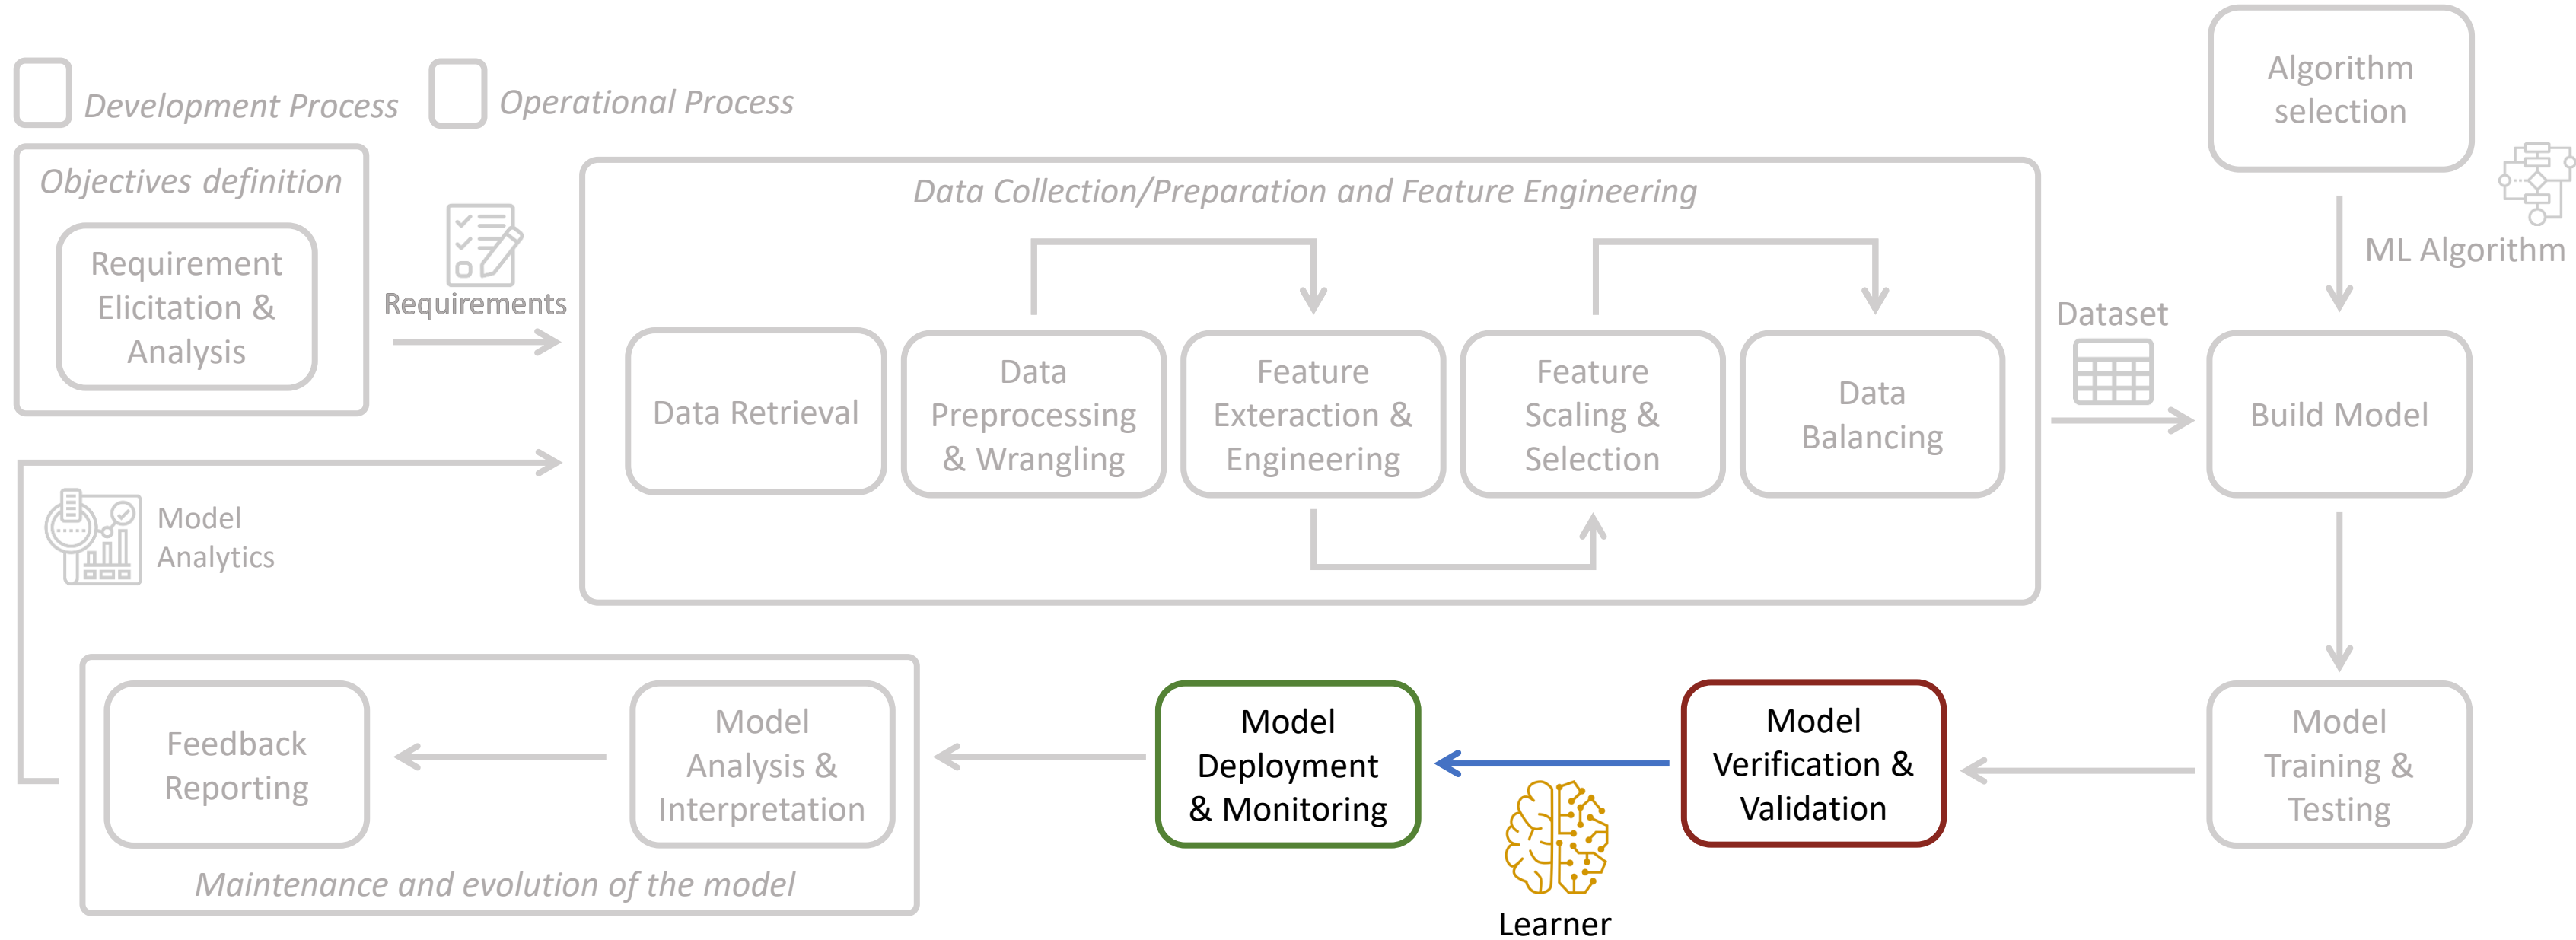 Development Process
Operational Process
Algorithm
selection
Objectives definition
Requirement
Elicitation &
Analysis
Requirements
Data Collection/Preparation and Feature Engineering
ML Algorithm
Data Retrieval
Data
Preprocessing
& Wrangling
Feature
Exteraction &
Engineering
Feature
Scaling &
Selection
Data
Balancing
Dataset
Build Model
Model
Analytics
Feedback
Reporting
Model
Analysis &
Interpretation
Maintenance and evolution of the model
Model
Deployment
& Monitoring
Learner
Model
Verification &
Validation
Model
Training &
Testing